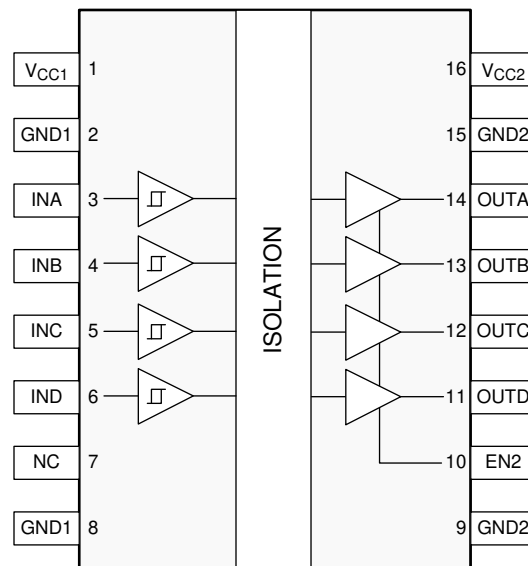 VCC1 1 16 VCC2
GND1 2 15 GND2
INA 3 14 OUTA
INB 4 13 OUTB
INC 5 12 OUTC
IND 6 11 OUTD
NC 7 10 EN2
GND1 8 9 GND2
ISOLATION